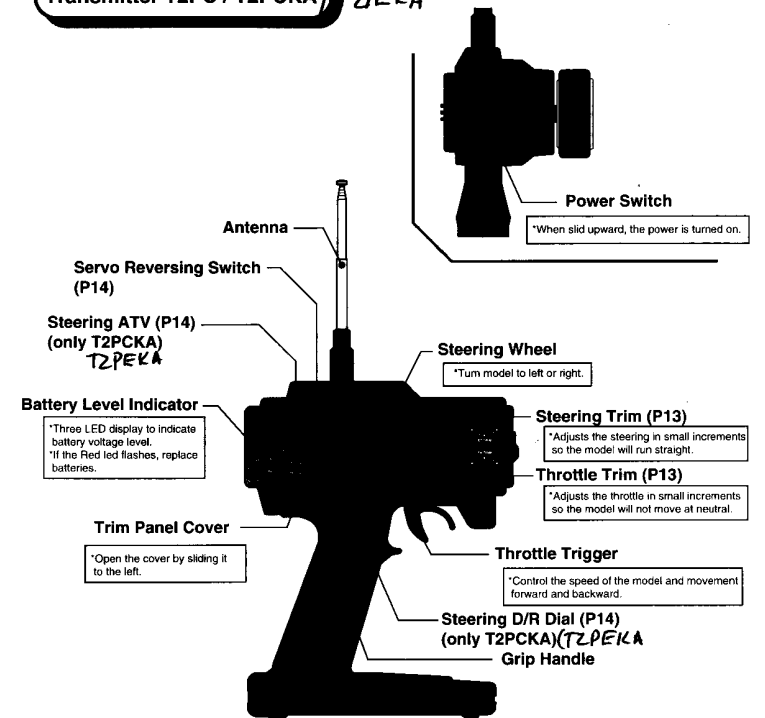 T2PCKA
Power Switch
*When slid upward, the power is turned on.
Antenna
Servo Reversing Switch
(P14)
Steering ATV (P14)
(only T2PCKA)
T2PEKA
Steering Wheel
*Turn model to left or right.
Battery Level Indicator
*Three LED display to indicate
battery voltage level.
*If the Red led flashes, replace
batteries.
Steering Trim (P13)
*Adjusts the steering in small increments
so the model will run straight.
Throttle Trim (P13)
*Adjusts the throttle in small increments
so the model will not move at neutral.
Trim Panel Cover
*Open the cover by sliding it
to the left.
Throttle Trigger
*Control the speed of the model and movement
forward and backward.
Steering D/R Dial (P14)
(only T2PCKA)(T2PEKA
Grip Handle